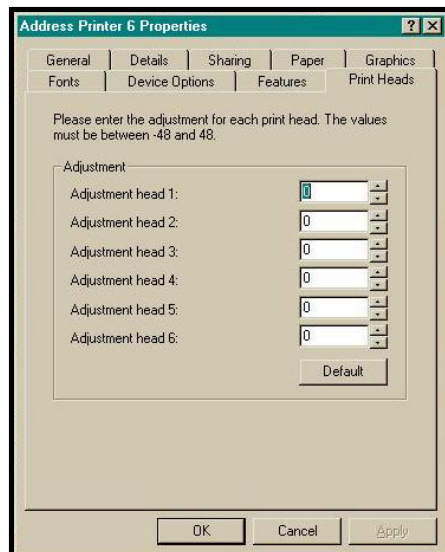 Address Printer 6 Properties
General Details Sharing Paper Graphics
Fonts Device Options Features Print Heads
Please enter the adjustment for each print head. The values
must be between -48 and 48.
Adjustment
Adjustment head 1: 0
Adjustment head 2: 0
Adjustment head 3: 0
Adjustment head 4: 0
Adjustment head 5: 0
Adjustment head 6: 0
Default
OK Cancel Apply